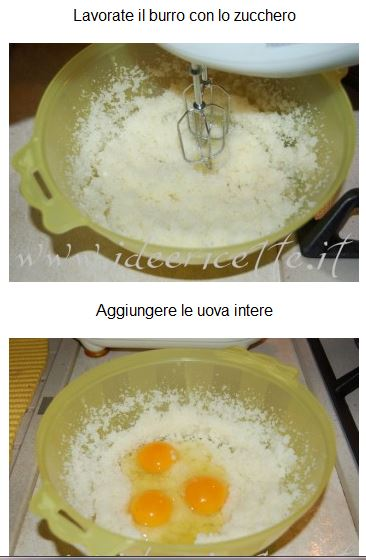 Lavorate il burro con lo zucchero
www.ideericette.it
Aggiungere le uova intere